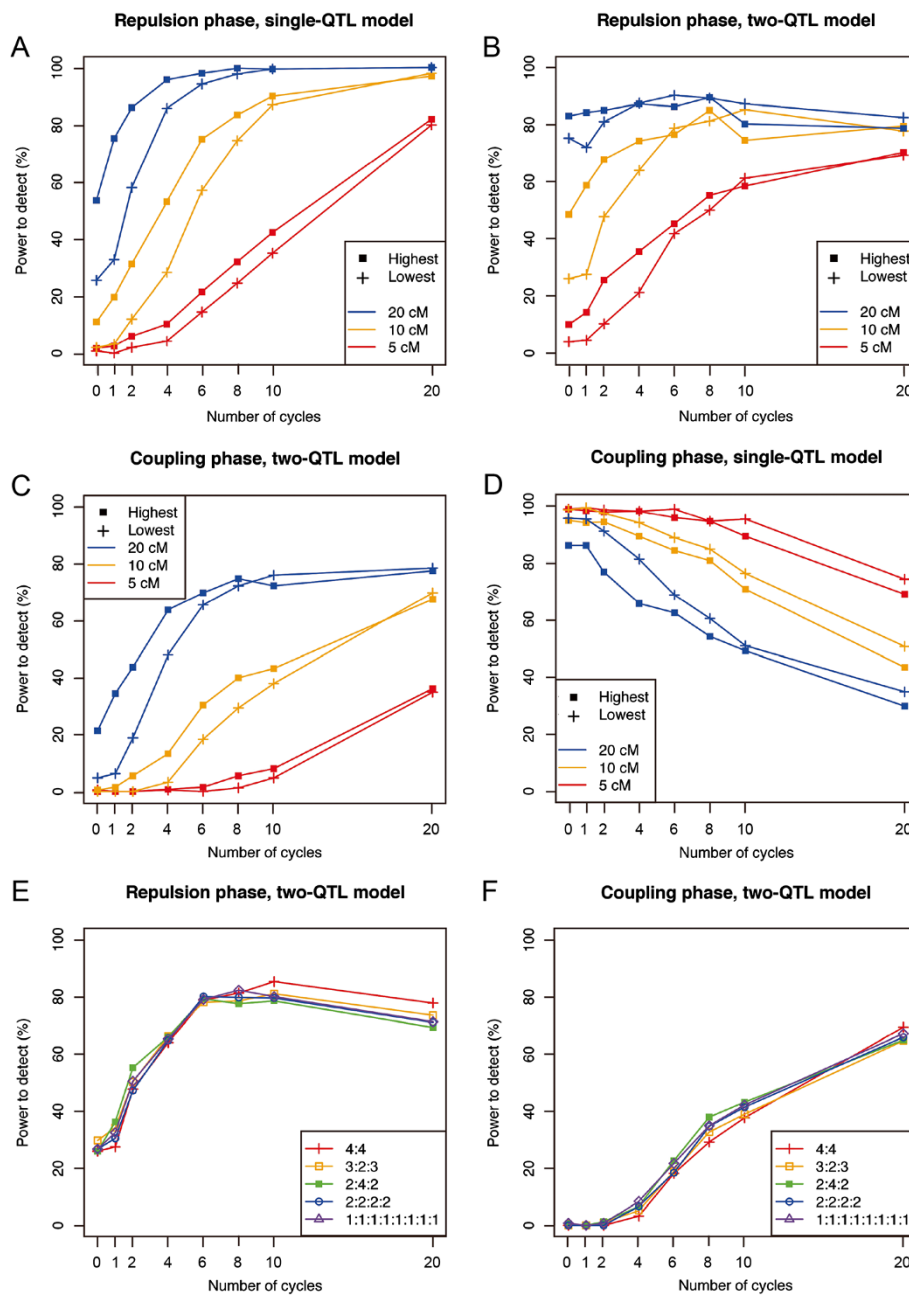 A
Repulsion phase, single-QTL model
Power to detect (%)
100
80
60
40
20
0
Highest
Lowest
20 cM
10 cM
5 cM
0 1 2 4 6 8 10 20
Number of cycles
B
Repulsion phase, two-QTL model
Power to detect (%)
100
80
60
40
20
0
Highest
Lowest
20 cM
10 cM
5 cM
0 1 2 4 6 8 10 20
Number of cycles
C
Coupling phase, two-QTL model
Power to detect (%)
100
80
60
40
20
0
Highest
Lowest
20 cM
10 cM
5 cM
0 1 2 4 6 8 10 20
Number of cycles
D
Coupling phase, single-QTL model
Power to detect (%)
100
80
60
40
20
0
Highest
Lowest
20 cM
10 cM
5 cM
0 1 2 4 6 8 10 20
Number of cycles
E
Repulsion phase, two-QTL model
Power to detect (%)
100
80
60
40
20
0
4:4
3:2:3
2:4:2
2:2:2:2
1:1:1:1:1:1:1:1
0 1 2 4 6 8 10 20
Number of cycles
F
Coupling phase, two-QTL model
Power to detect (%)
100
80
60
40
20
0
4:4
3:2:3
2:4:2
2:2:2:2
1:1:1:1:1:1:1:1
0 1 2 4 6 8 10 20
Number of cycles